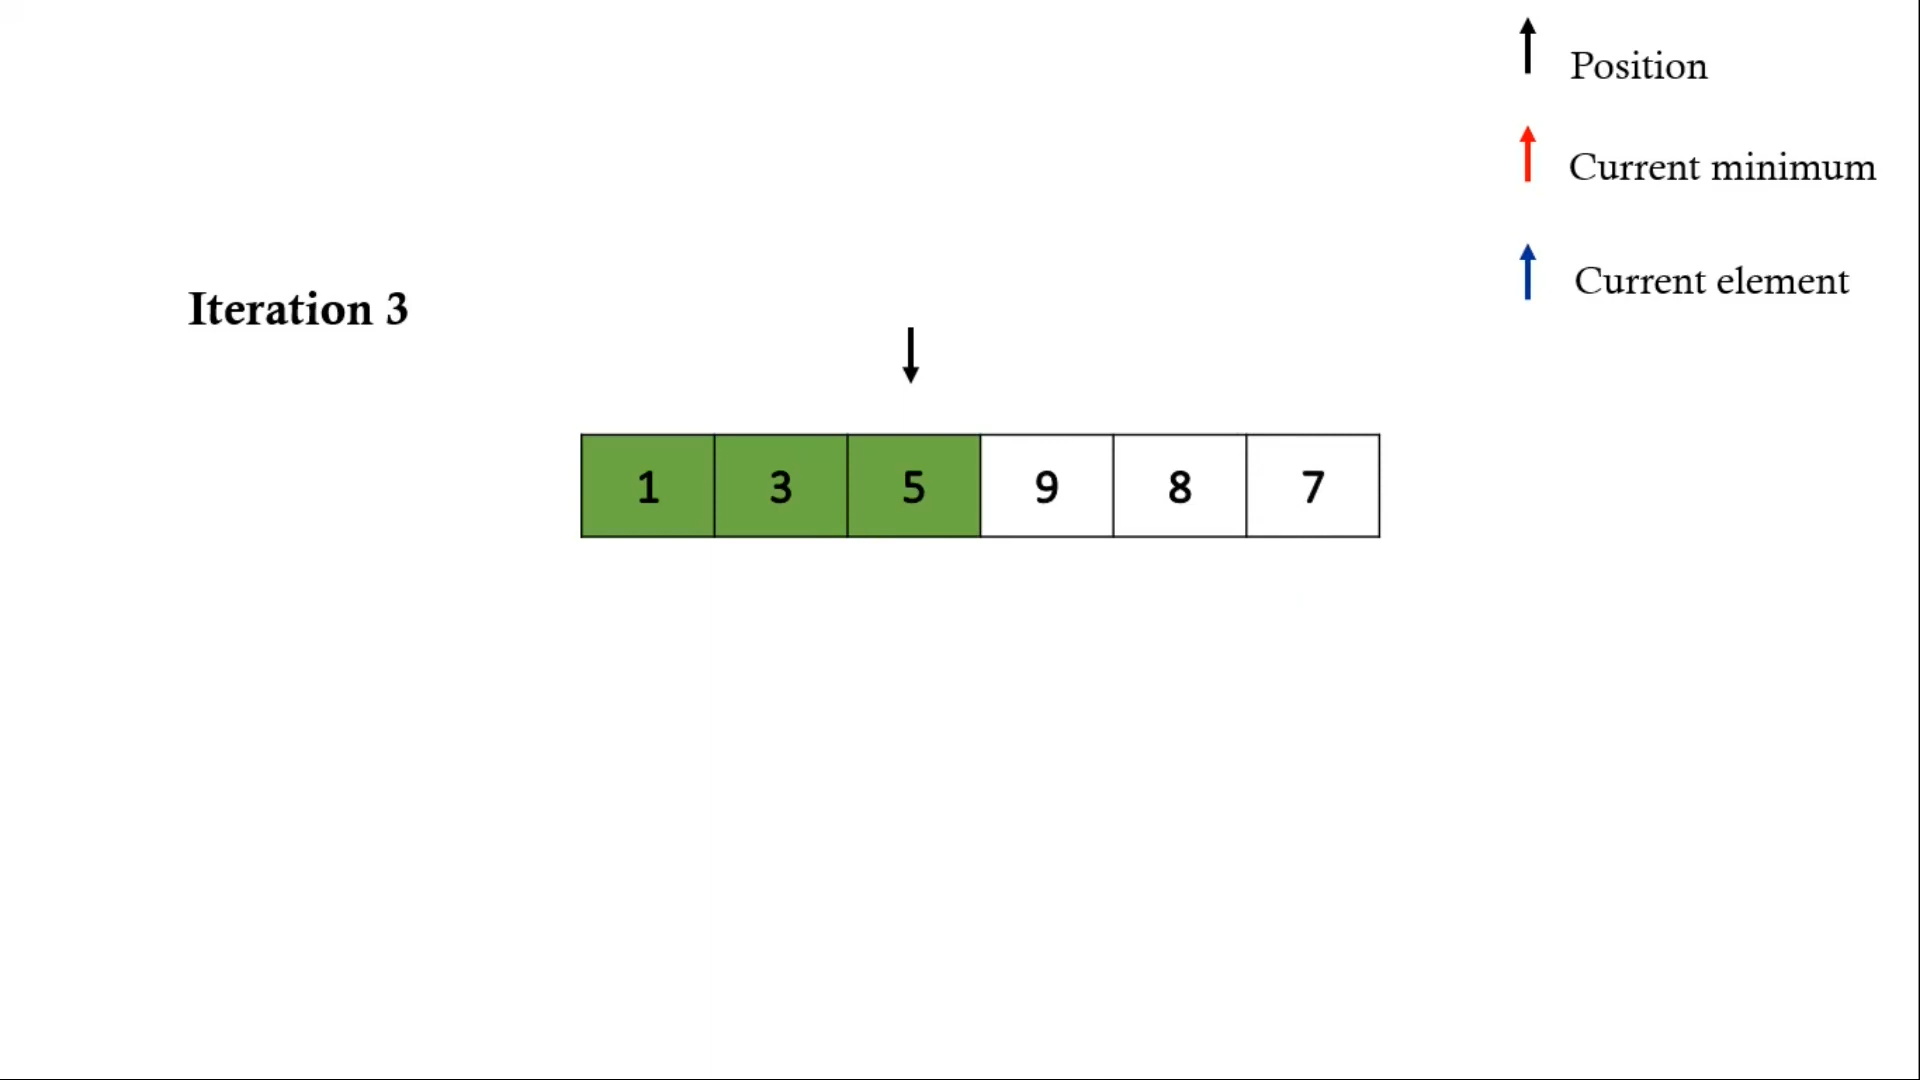 Position
Current minimum
Current element
Iteration 3
1 3 5 9 8 7